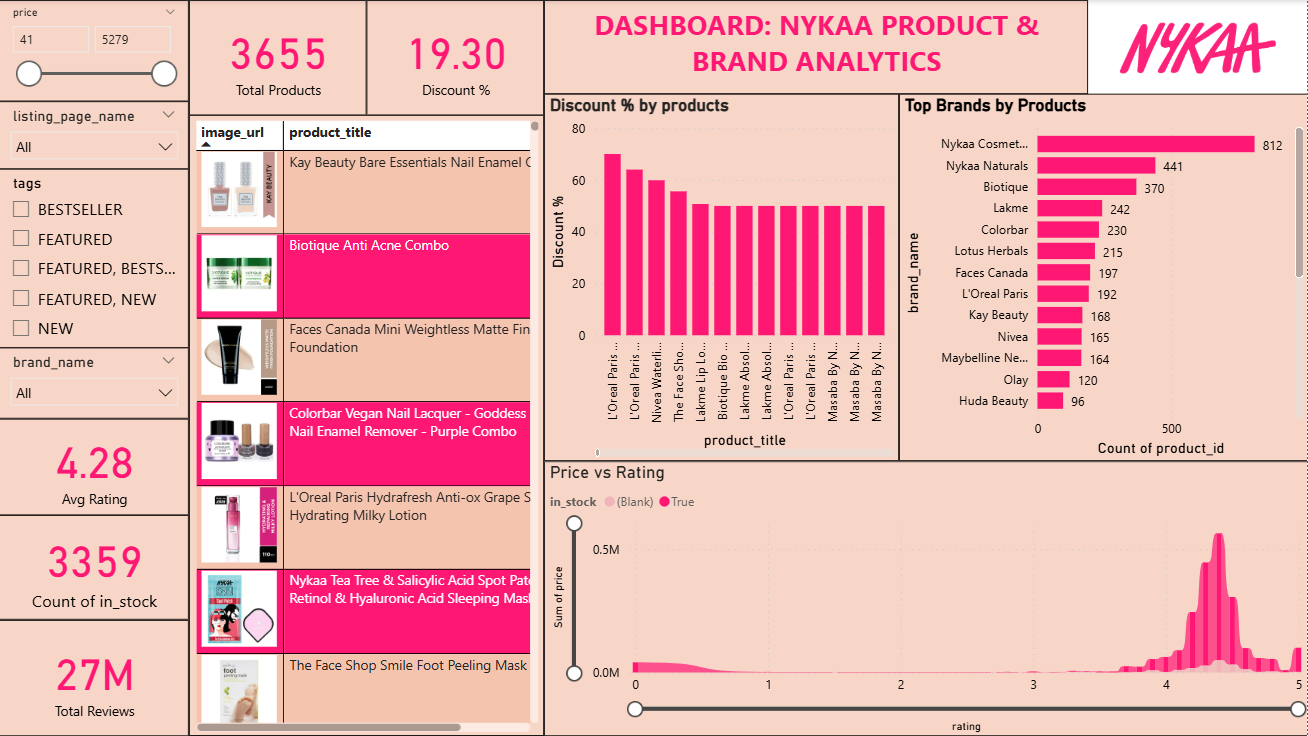 price
41
5279
listing_page_name
All
tags
BESTSELLER
FEATURED
FEATURED, BESTS...
FEATURED, NEW
NEW
brand_name
All
4.28
Avg Rating
3359
Count of in_stock
27M
Total Reviews
3655
Total Products
19.30
Discount %
image_url
product_title
KAY BEAUTY
Kay Beauty Bare Essentials Nail Enamel
Biotique Anti Acne Combo
Faces Canada Mini Weightless Matte Fin
Foundation
Colorbar Vegan Nail Lacquer - Goddess
Nail Enamel Remover - Purple Combo
L'Oreal Paris Hydrafresh Anti-ox Grape S
Hydrating Milky Lotion
Nykaa Tea Tree & Salicylic Acid Spot Pat
Retinol & Hyaluronic Acid Sleeping Mask
The Face Shop Smile Foot Peeling Mask
foot
peeling mask
DASHBOARD: NYKAA PRODUCT &
BRAND ANALYTICS
NYKAA
Discount % by products
80
60
40
20
0
Discount %
L'Oreal Paris ...
L'Oreal Paris ...
Nivea Waterli...
The Face Sho...
Lakme Lip Lo...
Biotique Bio ...
Lakme Absol...
Lakme Absol...
L'Oreal Paris ...
L'Oreal Paris ...
Masaba By N...
Masaba By N...
Masaba By N...
product_title
Top Brands by Products
brand_name
Nykaa Cosmet... 812
Nykaa Naturals 441
Biotique 370
Lakme 242
Colorbar 230
Lotus Herbals 215
Faces Canada 197
L'Oreal Paris 192
Kay Beauty 168
Nivea 165
Maybelline Ne... 164
Olay 120
Huda Beauty 96
0 500
Count of product_id
Price vs Rating
in_stock (Blank) True
0.5M
0.0M
Sum of price
0 1 2 3 4 5
rating